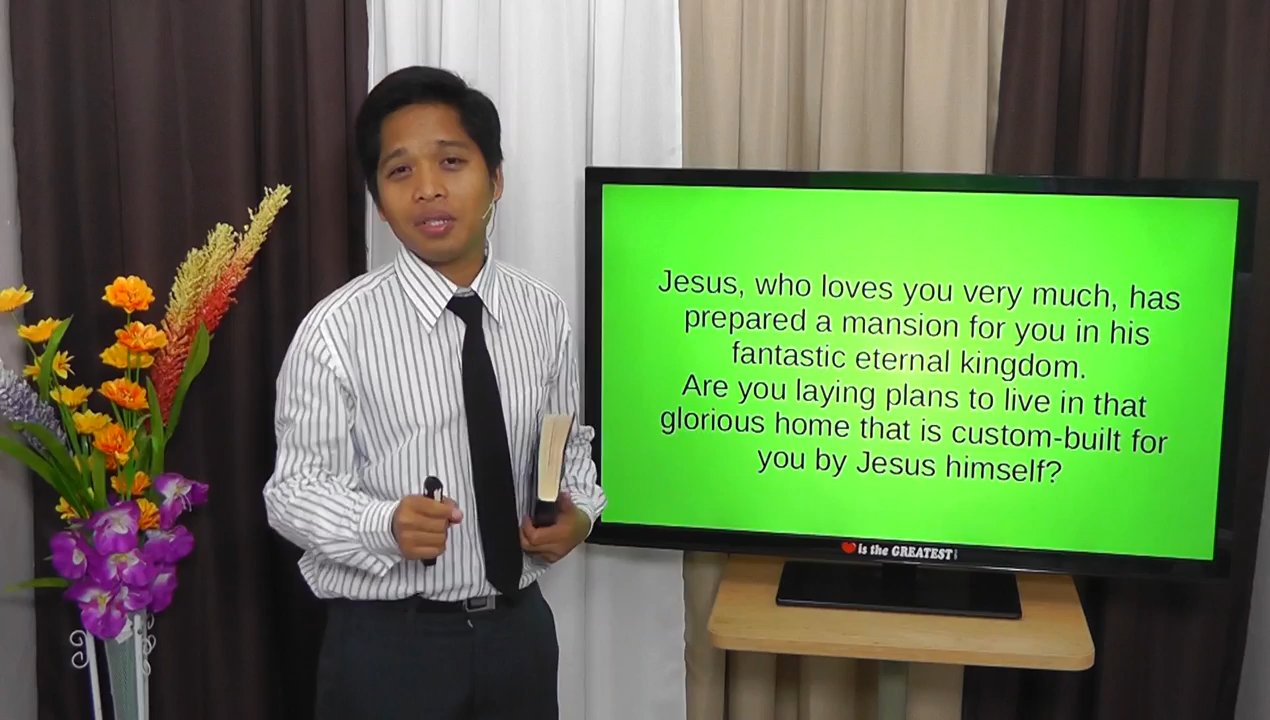 Jesus, who loves you very much, has
prepared a mansion for you in his
fantastic eternal kingdom.
Are you laying plans to live in that
glorious home that is custom-built for
you by Jesus himself?
is the GREATEST!